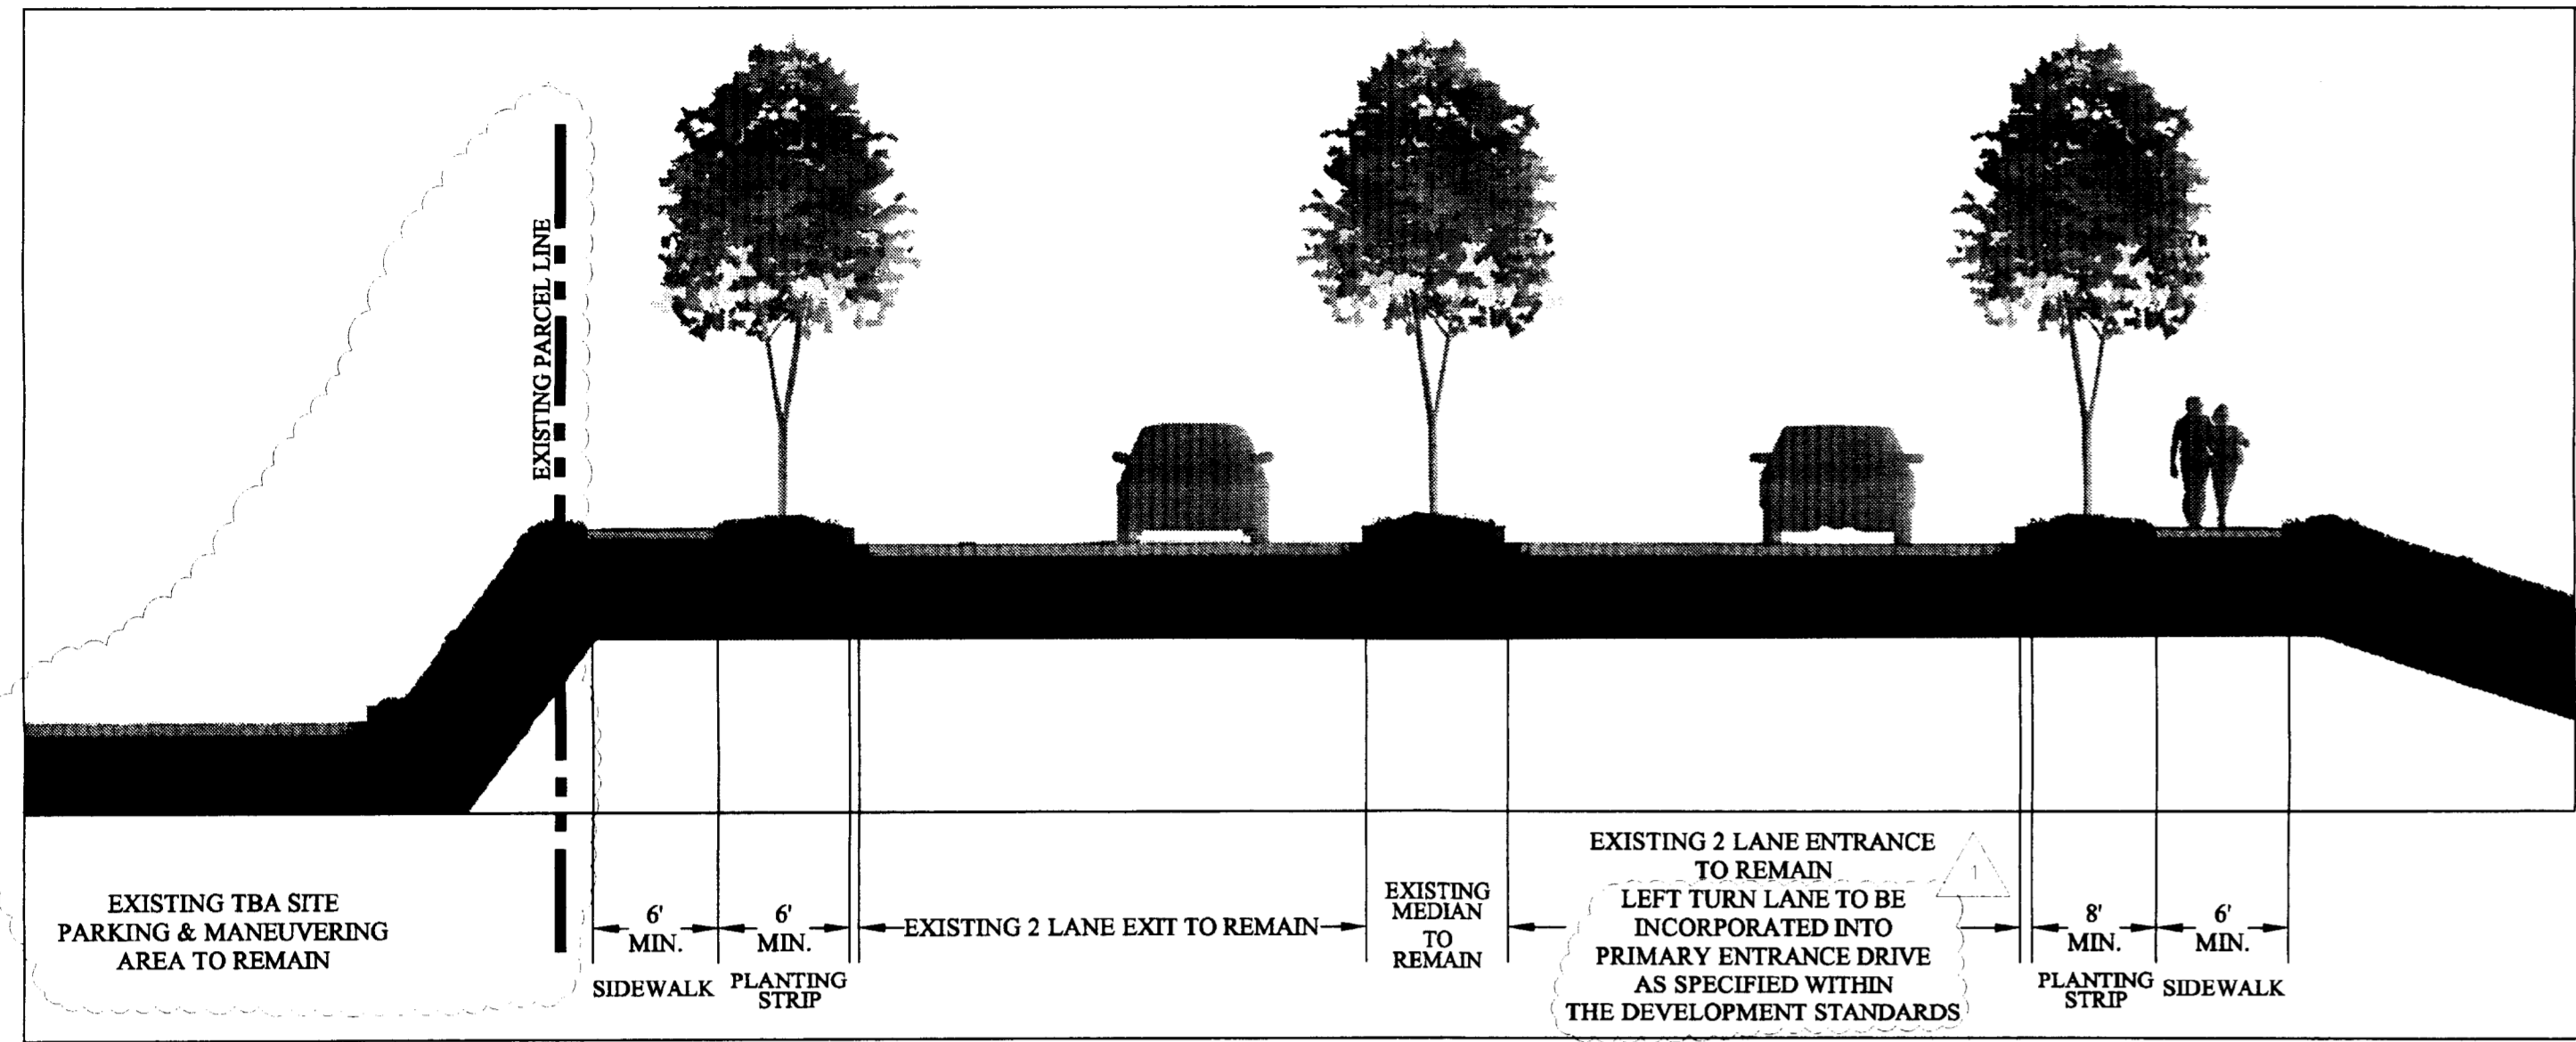 EXISTING PARCEL LINE
EXISTING TBA SITE
PARKING & MANEUVERING
AREA TO REMAIN
6'
MIN.
SIDEWALK
6'
MIN.
PLANTING
STRIP
EXISTING 2 LANE EXIT TO REMAIN
EXISTING
MEDIAN
TO
REMAIN
EXISTING 2 LANE ENTRANCE
TO REMAIN
1
LEFT TURN LANE TO BE
INCORPORATED INTO
PRIMARY ENTRANCE DRIVE
AS SPECIFIED WITHIN
THE DEVELOPMENT STANDARDS
8'
MIN.
PLANTING
STRIP
6'
MIN.
SIDEWALK